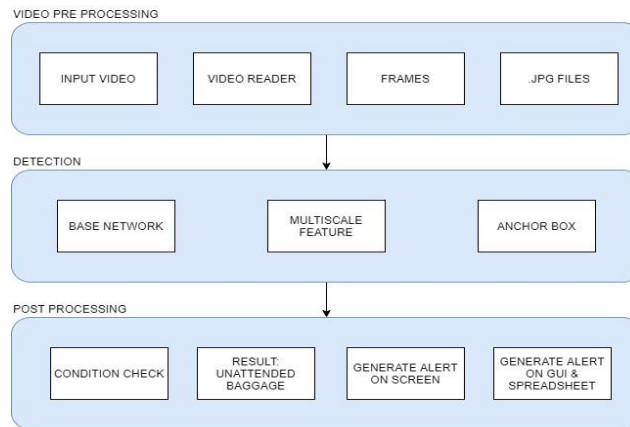 VIDEO PRE PROCESSING
INPUT VIDEO
VIDEO READER
FRAMES
.JPG FILES
DETECTION
BASE NETWORK
MULTISCALE
FEATURE
ANCHOR BOX
POST PROCESSING
CONDITION CHECK
RESULT:
UNATTENDED
BAGGAGE
GENERATE ALERT
ON SCREEN
GENERATE ALERT
ON GUI &
SPREADSHEET